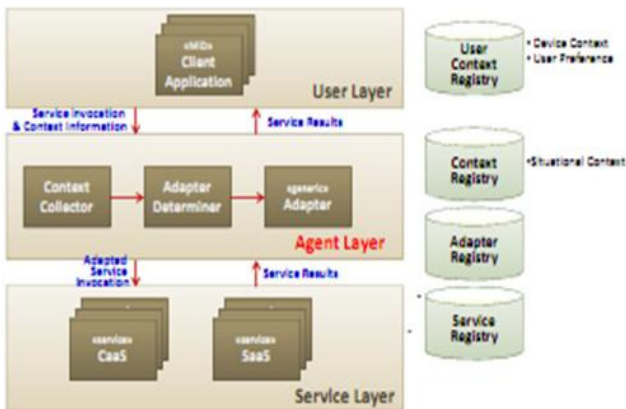 «MID»
Client
Application
User Layer
User
Context
Registry
• Device Context
• User Preference
Service Invocation
& Context Information
Service Results
Context
Collector
Adapter
Determiner
«generic»
Adapter
Agent Layer
Context
Registry
•Situational Context
Adapter
Registry
Adapted
Service
Invocation
Service Results
«service»
CaaS
«service»
SaaS
Service Layer
Service
Registry